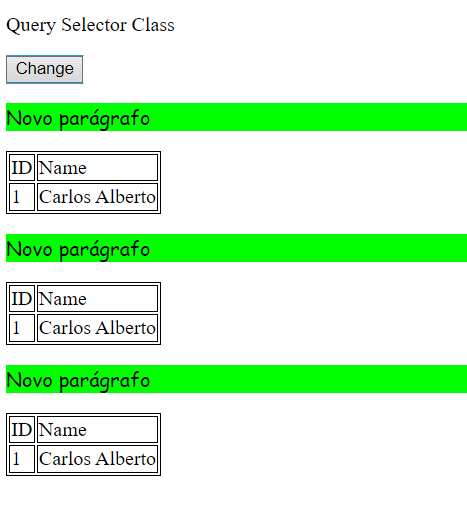 Query Selector Class
Change
Novo parágrafo
ID Name
1 Carlos Alberto
Novo parágrafo
ID Name
1 Carlos Alberto
Novo parágrafo
ID Name
1 Carlos Alberto